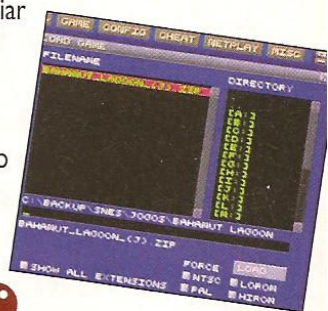 iar
GAME CONFIG CHEAT NETPLAY MISC
LOAD GAME
FILENAME
DIRECTORY
BAHAMUT_LAGOON_(J).ZIP
..
[A:]
[B:]
[C:]
[D:]
[E:]
[F:]
[G:]
[H:]
[I:]
[J:]
[K:]
[L:]
C:\BACKUP\SNES\JOGOS\BAHAMUT LAGOON
o
BAHAMUT_LAGOON_(J).ZIP
FORCE
LOAD
SHOW ALL EXTENSIONS
NTSC
LOROM
PAL
HIROM